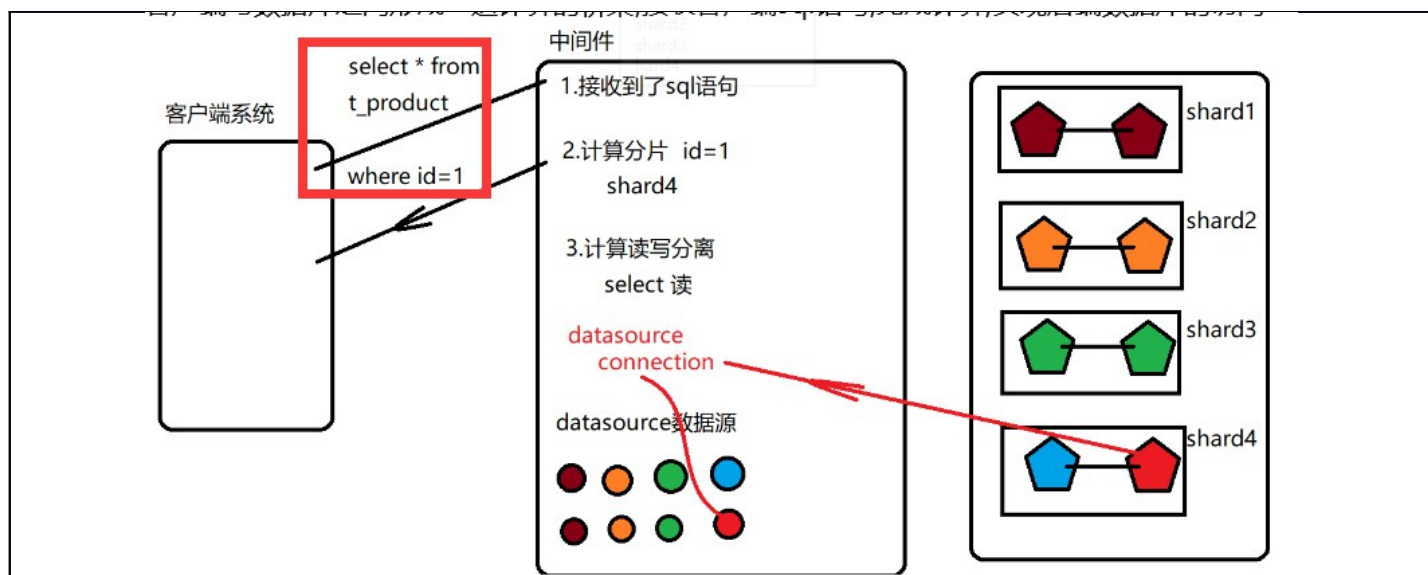 中间件
select * from
t_product
where id=1
客户端系统
1.接收到了sql语句
2.计算分片 id=1
shard4
3.计算读写分离
select 读
datasource
connection
datasource数据源
shard1
shard2
shard3
shard4